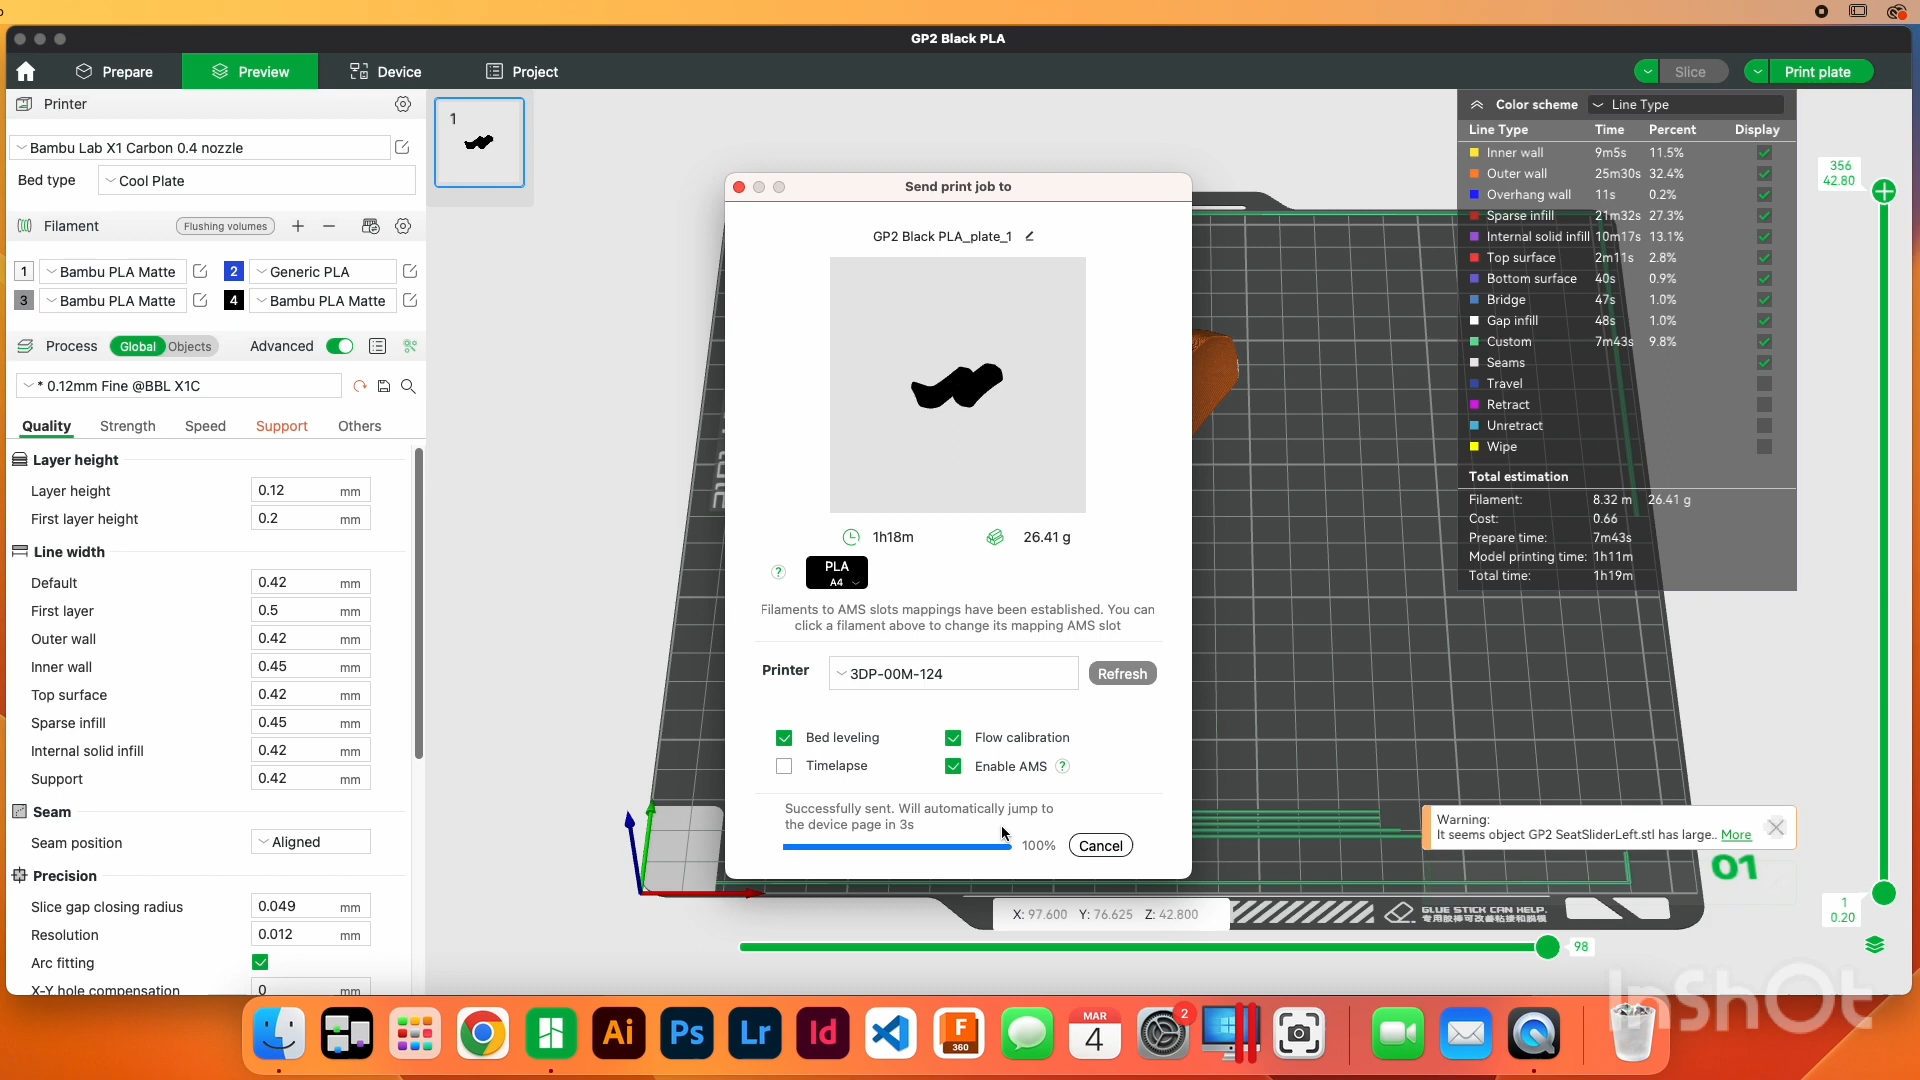 GP2 Black PLA
Prepare
Preview
Device
Project
Slice
Print plate
Printer
Bambu Lab X1 Carbon 0.4 nozzle
Bed type
Cool Plate
Filament
Flushing volumes
1
Bambu PLA Matte
2
Generic PLA
3
Bambu PLA Matte
4
Bambu PLA Matte
Process
Global
Objects
Advanced
* 0.12mm Fine @BBL X1C
Quality
Strength
Speed
Support
Others
Layer height
Layer height 0.12 mm
First layer height 0.2 mm
Line width
Default 0.42 mm
First layer 0.5 mm
Outer wall 0.42 mm
Inner wall 0.45 mm
Top surface 0.42 mm
Sparse infill 0.45 mm
Internal solid infill 0.42 mm
Support 0.42 mm
Seam
Seam position Aligned
Precision
Slice gap closing radius 0.049 mm
Resolution 0.012 mm
Arc fitting
X-Y hole compensation 0 mm
1
Send print job to
GP2 Black PLA_plate_1
1h18m
26.41 g
?
PLA
A4
Filaments to AMS slots mappings have been established. You can
click a filament above to change its mapping AMS slot
Printer
3DP-00M-124
Refresh
Bed leveling
Flow calibration
Timelapse
Enable AMS
?
Successfully sent. Will automatically jump to
the device page in 3s
100%
Cancel
Color scheme
Line Type
Line Type Time Percent Display
Inner wall 9m5s 11.5%
Outer wall 25m30s 32.4%
Overhang wall 11s 0.2%
Sparse infill 21m32s 27.3%
Internal solid infill 10m17s 13.1%
Top surface 2m11s 2.8%
Bottom surface 40s 0.9%
Bridge 47s 1.0%
Gap infill 48s 1.0%
Custom 7m43s 9.8%
Seams
Travel
Retract
Unretract
Wipe
Total estimation
Filament: 8.32 m 26.41 g
Cost: 0.66
Prepare time: 7m43s
Model printing time: 1h11m
Total time: 1h19m
356
42.80
Warning:
It seems object GP2 SeatSliderLeft.stl has large.. More
01
1
0.20
X: 97.600 Y: 76.625 Z: 42.800
GLUE STICK CAN HELP.
98
InShOt
Ai
Ps
Lr
Id
F
360
MAR
4
2